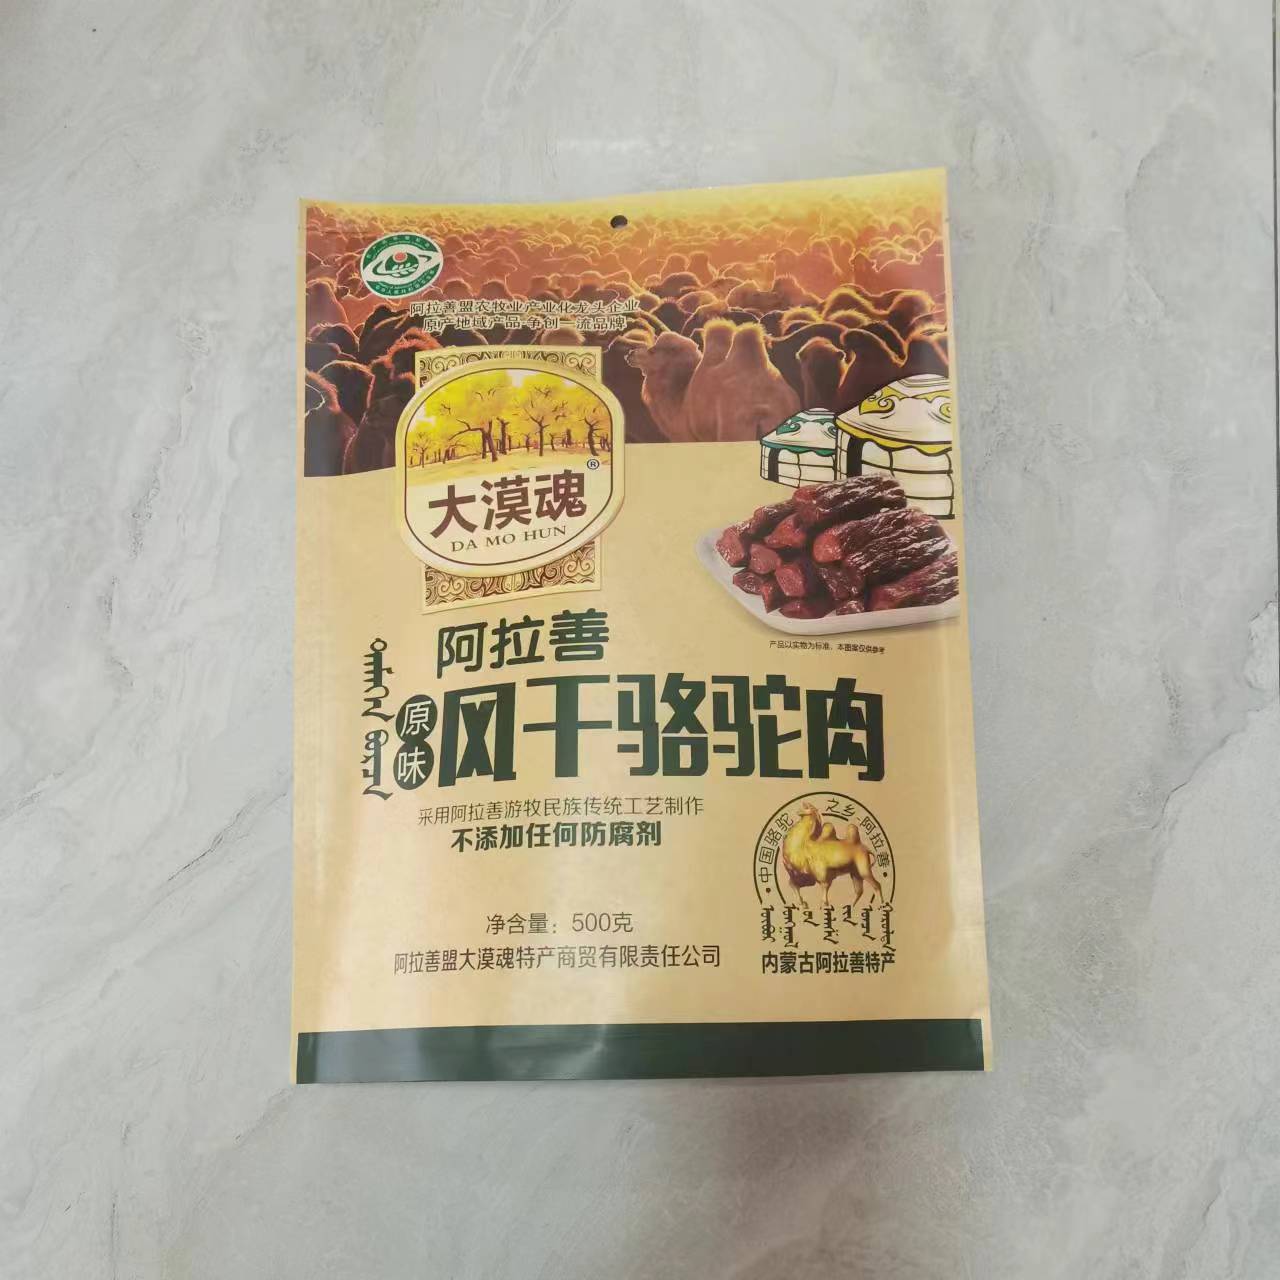 阿拉善盟农牧业产业化龙头企业
原产地域产品 争创一流品牌
大漠魂®
DA MO HUN
产品以实物为标准，本图案仅供参考
阿拉善
原味
风干骆驼肉
采用阿拉善游牧民族传统工艺制作
不添加任何防腐剂
·中国骆驼之乡·阿拉善·
净含量：500克
阿拉善盟大漠魂特产商贸有限责任公司
内蒙古阿拉善特产